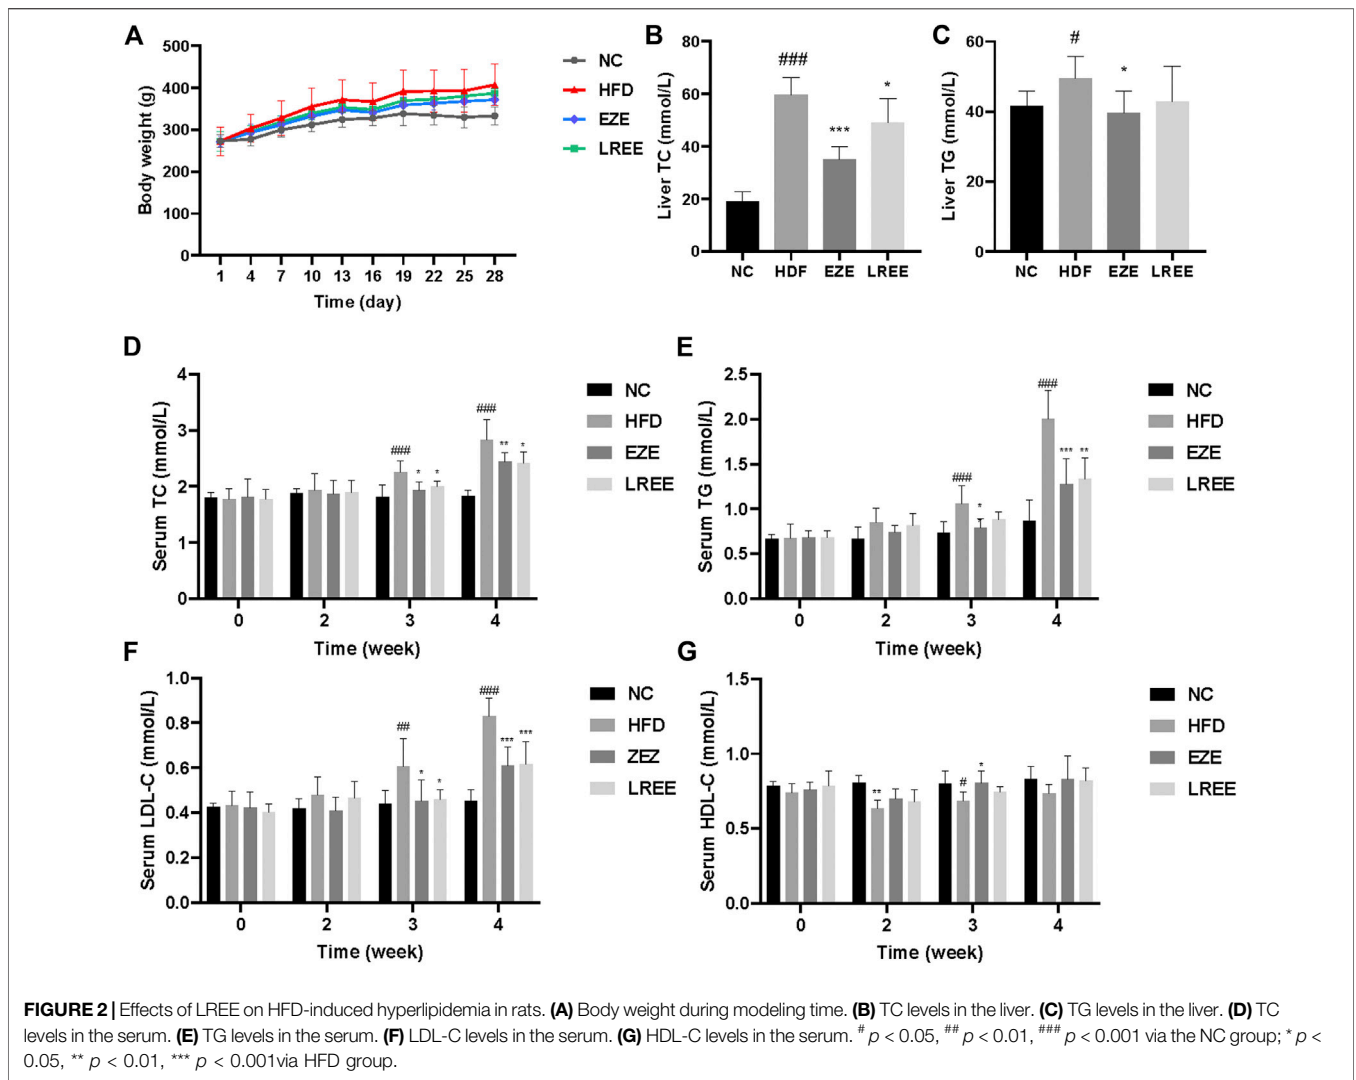 A
500
400
300
200
100
0
Body weight (g)
1 4 7 10 13 16 19 22 25 28
Time (day)
NC
HFD
EZE
LREE
B
80
60
40
20
0
Liver TC (mmol/L)
###
***
*
NC HDF EZE LREE
C
60
40
20
0
Liver TG (mmol/L)
#
*
NC HDF EZE LREE
D
4
3
2
1
0
Serum TC (mmol/L)
###
*
*
###
**
*
0 2 3 4
Time (week)
NC
HFD
EZE
LREE
E
2.5
2.0
1.5
1.0
0.5
0.0
Serum TG (mmol/L)
###
*
###
***
**
0 2 3 4
Time (week)
NC
HFD
EZE
LREE
F
1.0
0.8
0.6
0.4
0.2
0.0
Serum LDL-C (mmol/L)
##
*
*
###
***
***
0 2 3 4
Time (week)
NC
HFD
ZEZ
LREE
G
1.5
1.0
0.5
0.0
Serum HDL-C (mmol/L)
**
#
*
0 2 3 4
Time (week)
NC
HFD
EZE
LREE
FIGURE 2 | Effects of LREE on HFD-induced hyperlipidemia in rats. (A) Body weight during modeling time. (B) TC levels in the liver. (C) TG levels in the liver. (D) TC
levels in the serum. (E) TG levels in the serum. (F) LDL-C levels in the serum. (G) HDL-C levels in the serum. # p < 0.05, ## p < 0.01, ### p < 0.001 via the NC group; * p <
0.05, ** p < 0.01, *** p < 0.001via HFD group.